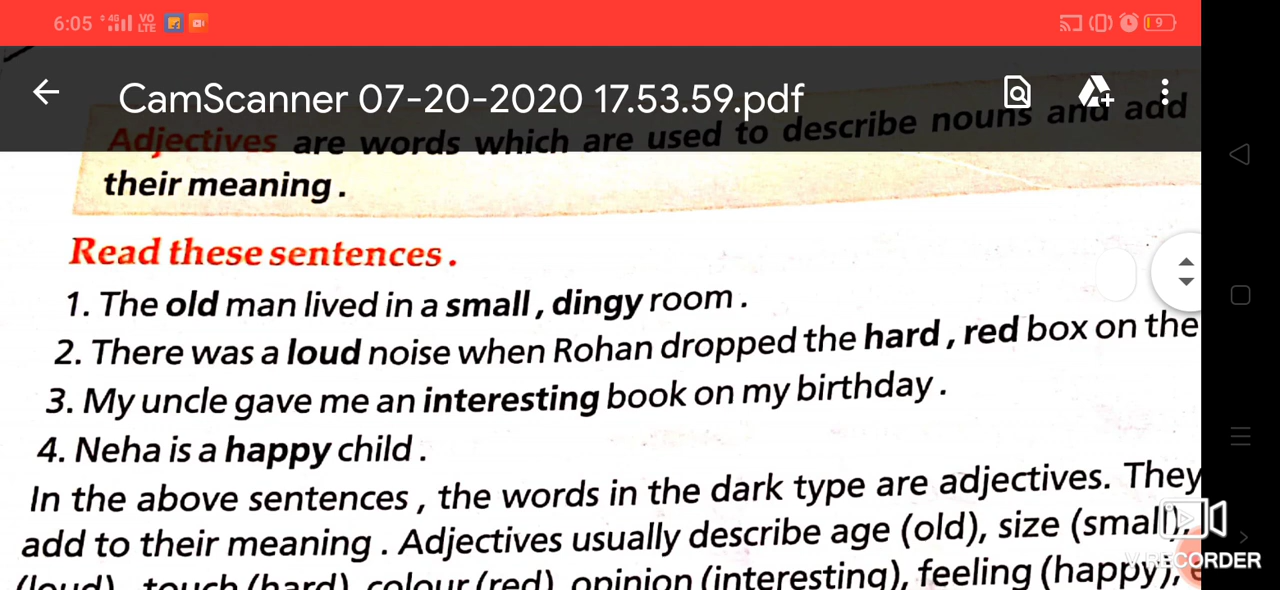 6:05 4G VO LTE 9
CamScanner 07-20-2020 17.53.59.pdf
Adjectives are words which are used to describe nouns and add
their meaning .
Read these sentences .
1. The old man lived in a small , dingy room .
2. There was a loud noise when Rohan dropped the hard , red box on the
3. My uncle gave me an interesting book on my birthday .
4. Neha is a happy child .
In the above sentences , the words in the dark type are adjectives. They
add to their meaning . Adjectives usually describe age (old), size (small),
(loud), touch (hard), colour (red), opinion (interesting), feeling (happy),
V RECORDER